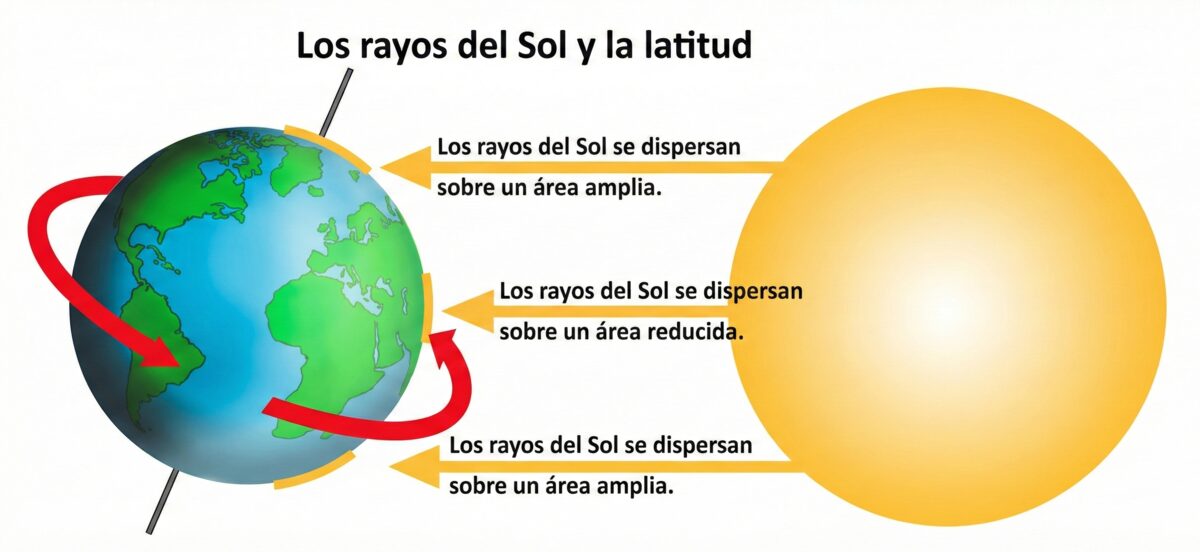 Los rayos del Sol y la latitud
Los rayos del Sol se dispersan
sobre un área amplia.
Los rayos del Sol se dispersan
sobre un área reducida.
Los rayos del Sol se dispersan
sobre un área amplia.